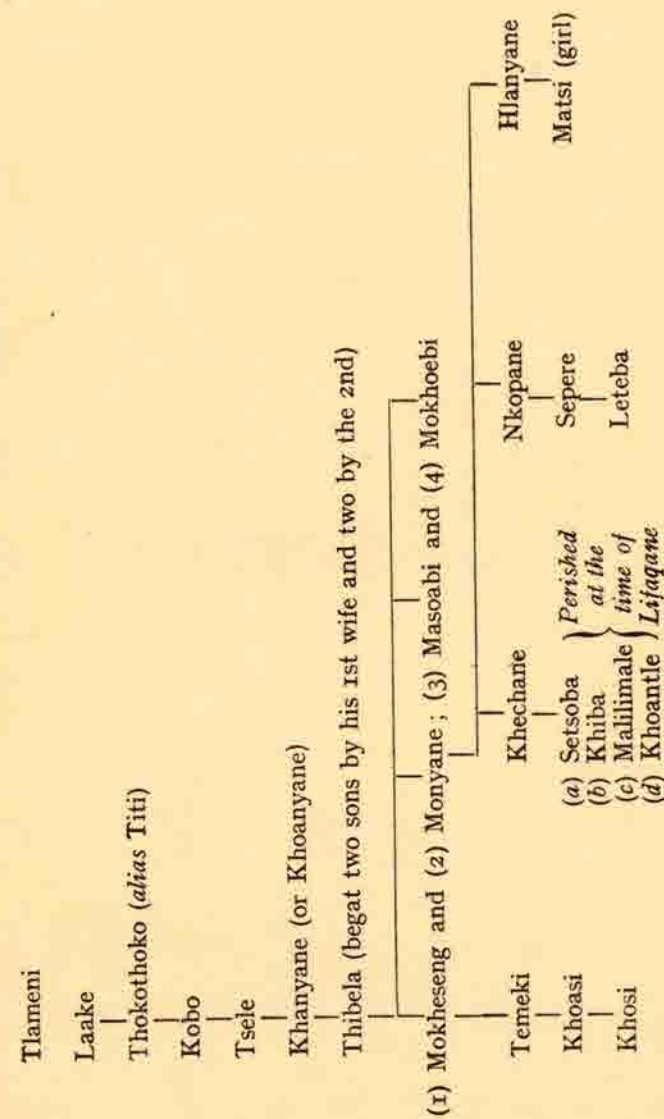 Tlameni
Laake
Thokothoko (alias Titi)
Kobo
Tsele
Khanyane (or Khoanyane)
Thibela (begat two sons by his 1st wife and two by the 2nd)
(1) Mokheseng and (2) Monyane; (3) Masoabi and (4) Mokhoebi
Temeki Khechane Nkopane Hlanyane
Khoasi (a) Setsoba Perished Sepere Matsi (girl)
(b) Khiba at the
Khosi (c) Malilimale time of Leteba
(d) Khoantle Lifaqane